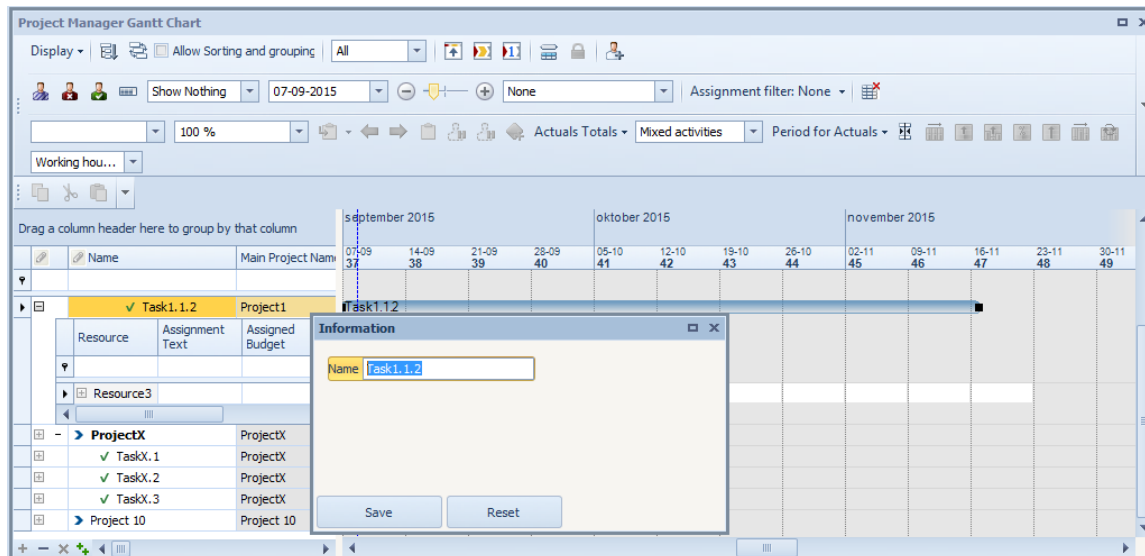 Project Manager Gantt Chart
Display Allow Sorting and grouping All
Show Nothing 07-09-2015 None Assignment filter: None
100 % Actuals Totals Mixed activities Period for Actuals
Working hou...
Drag a column header here to group by that column
september 2015 oktober 2015 november 2015
Name Main Project Name
07-09 14-09 21-09 28-09 05-10 12-10 19-10 26-10 02-11 09-11 16-11 23-11 30-11
37 38 39 40 41 42 43 44 45 46 47 48 49
Task1.1.2 Project1 Task1.1.2
Resource Assignment Text Assigned Budget
Resource3
ProjectX ProjectX
TaskX.1 ProjectX
TaskX.2 ProjectX
TaskX.3 ProjectX
Project 10 Project 10
Information
Name Task1.1.2
Save Reset